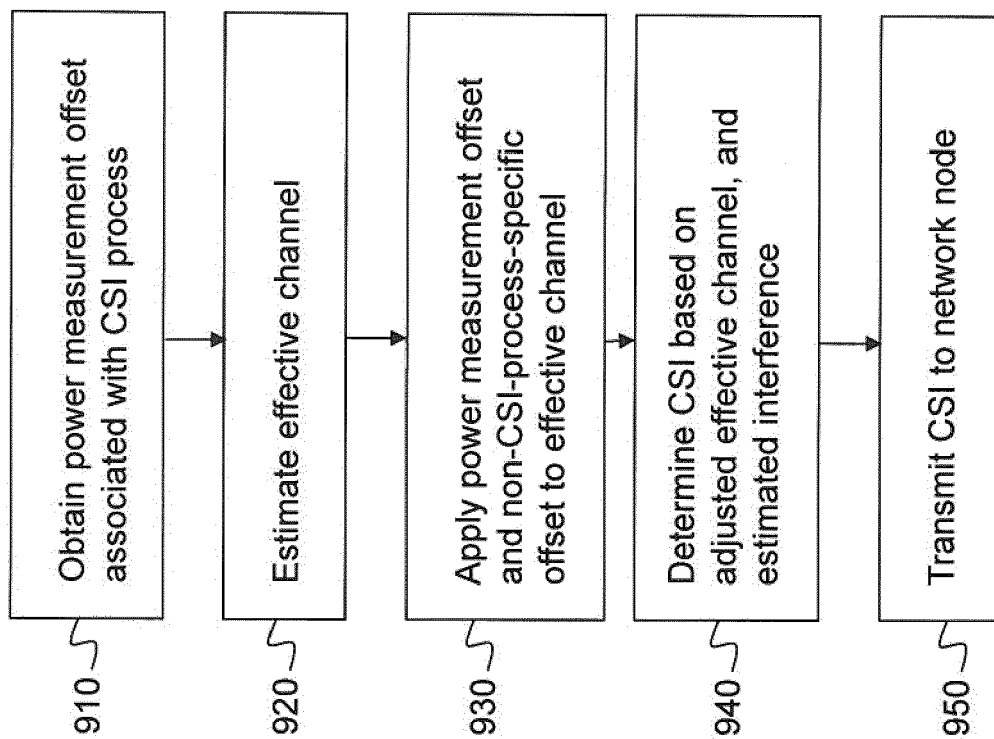 910
Obtain power measurement offset
associated with CSI process
920
Estimate effective channel
930
Apply power measurement offset
and non-CSI-process-specific
offset to effective channel
940
Determine CSI based on
adjusted effective channel, and
estimated interference
950
Transmit CSI to network node